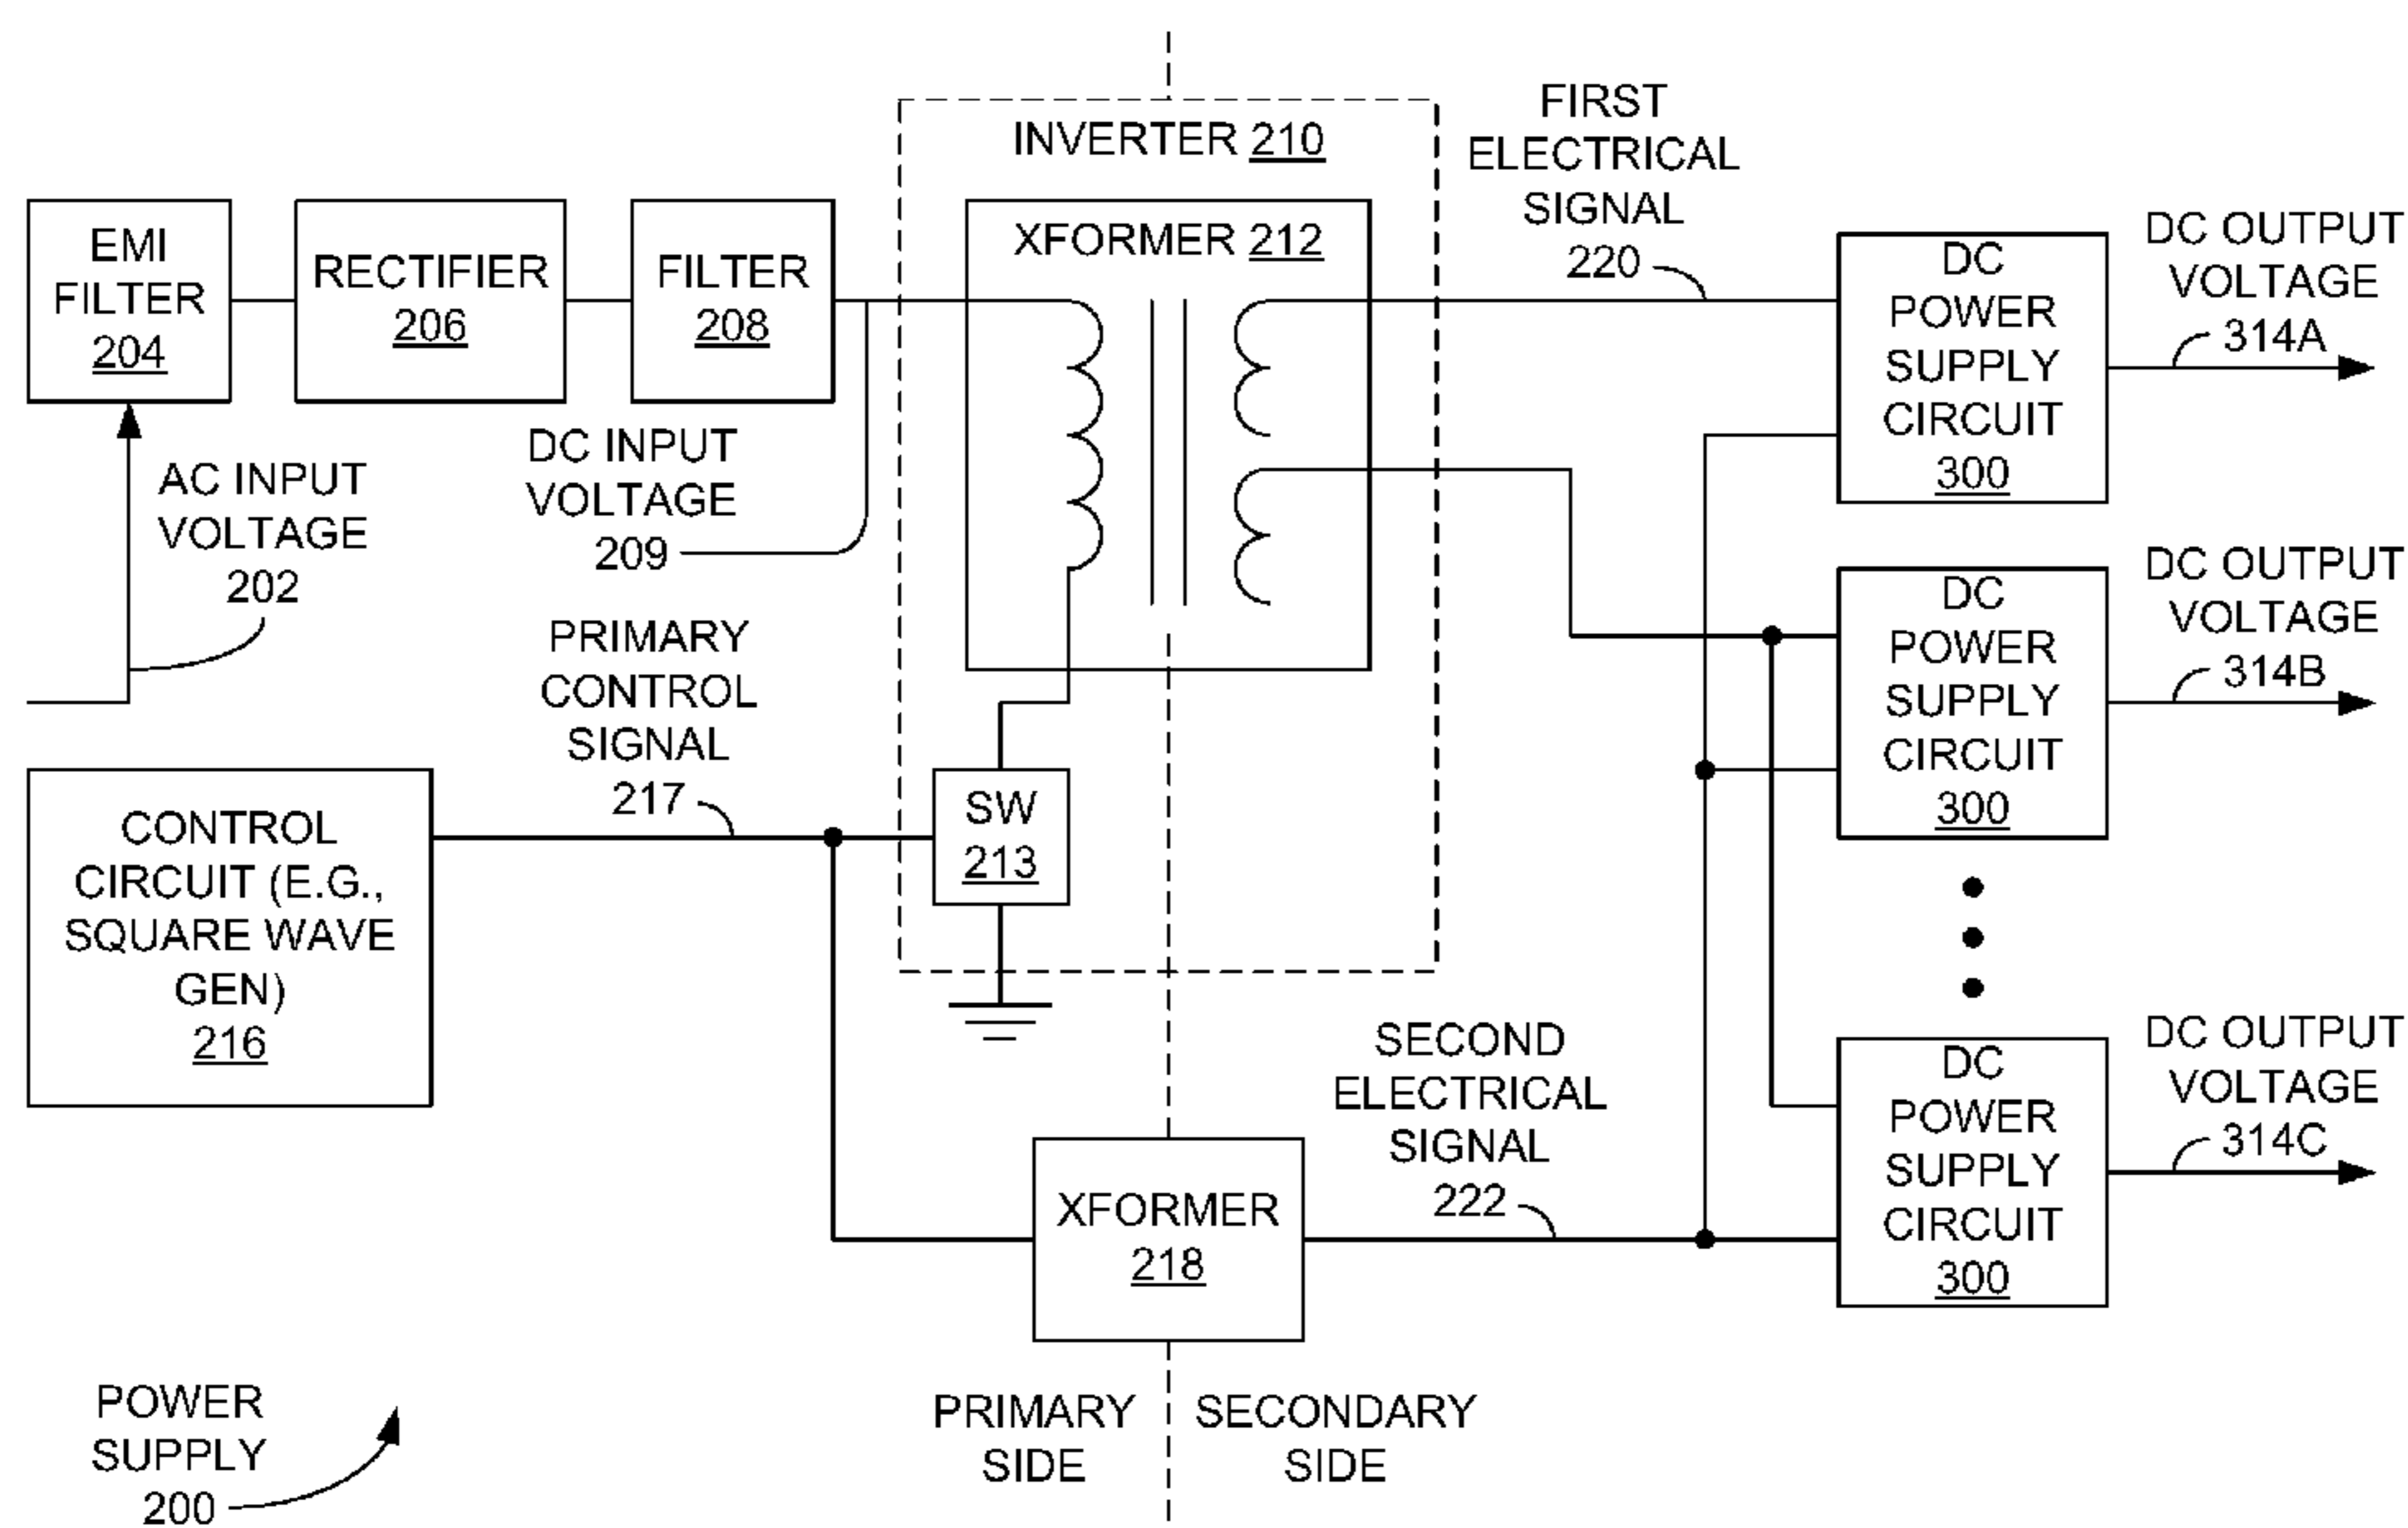 INVERTER 210
FIRST
ELECTRICAL
SIGNAL
220
EMI
FILTER
204
RECTIFIER
206
FILTER
208
XFORMER 212
DC
POWER
SUPPLY
CIRCUIT
300
DC OUTPUT
VOLTAGE
314A
AC INPUT
VOLTAGE
202
DC INPUT
VOLTAGE
209
PRIMARY
CONTROL
SIGNAL
217
DC
POWER
SUPPLY
CIRCUIT
300
DC OUTPUT
VOLTAGE
314B
CONTROL
CIRCUIT (E.G.,
SQUARE WAVE
GEN)
216
SW
213
SECOND
ELECTRICAL
SIGNAL
222
DC
POWER
SUPPLY
CIRCUIT
300
DC OUTPUT
VOLTAGE
314C
XFORMER
218
POWER
SUPPLY
200
PRIMARY
SIDE
SECONDARY
SIDE